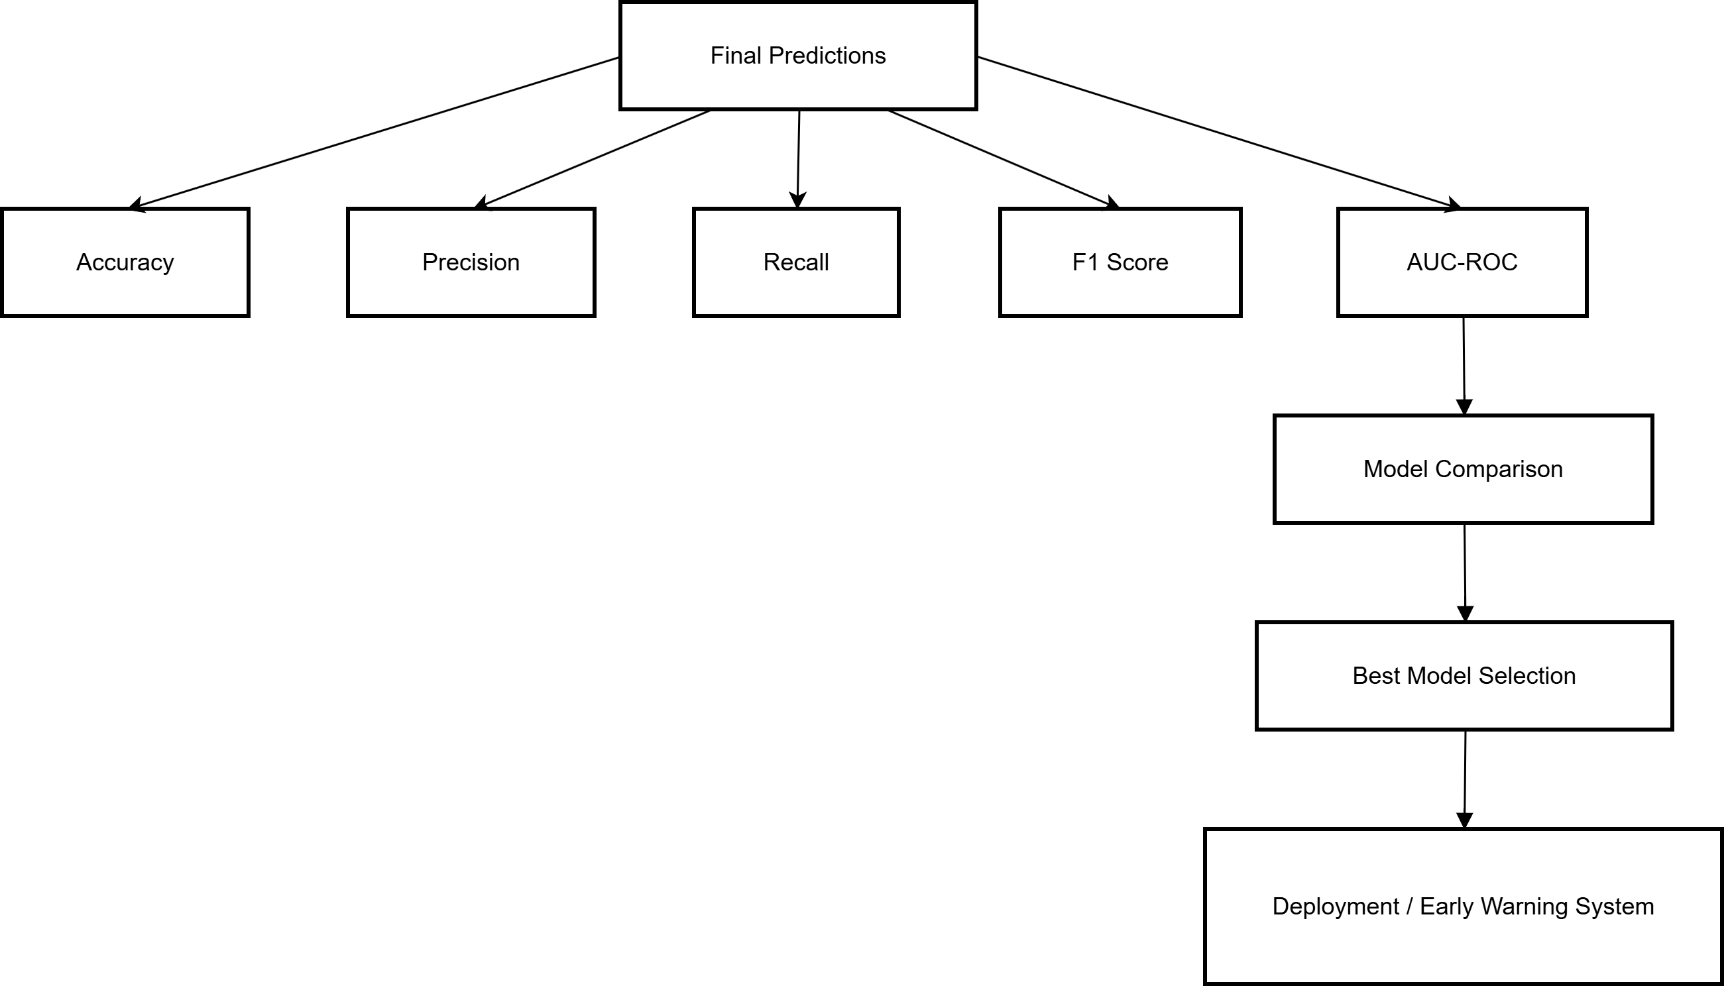 Final Predictions
Accuracy
Precision
Recall
F1 Score
AUC-ROC
Model Comparison
Best Model Selection
Deployment / Early Warning System